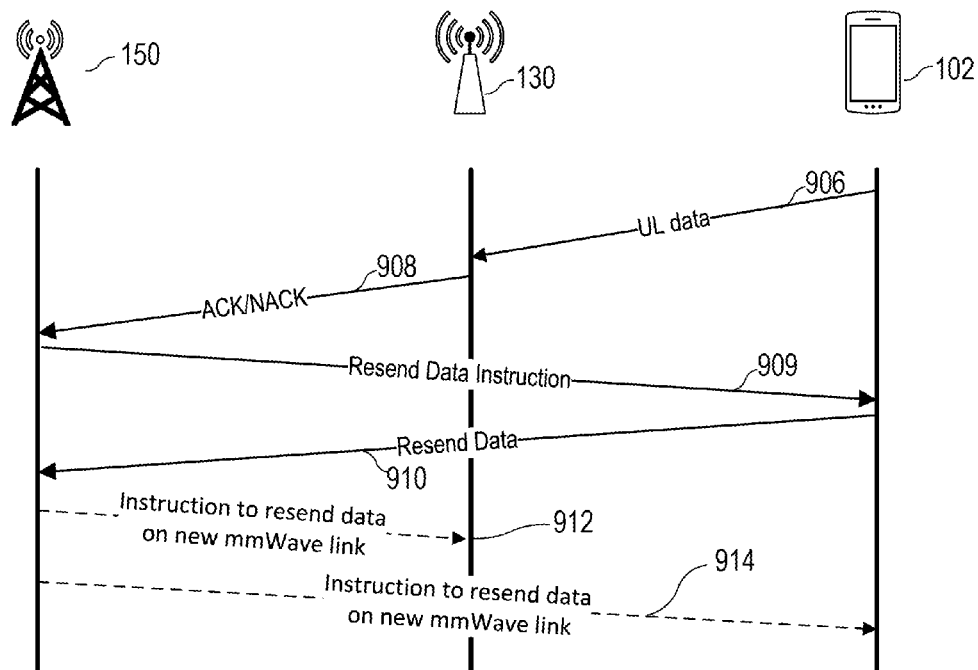 150
130
102
906
UL data
908
ACK/NACK
Resend Data Instruction
909
Resend Data
910
Instruction to resend data
on new mmWave link
912
914
Instruction to resend data
on new mmWave link